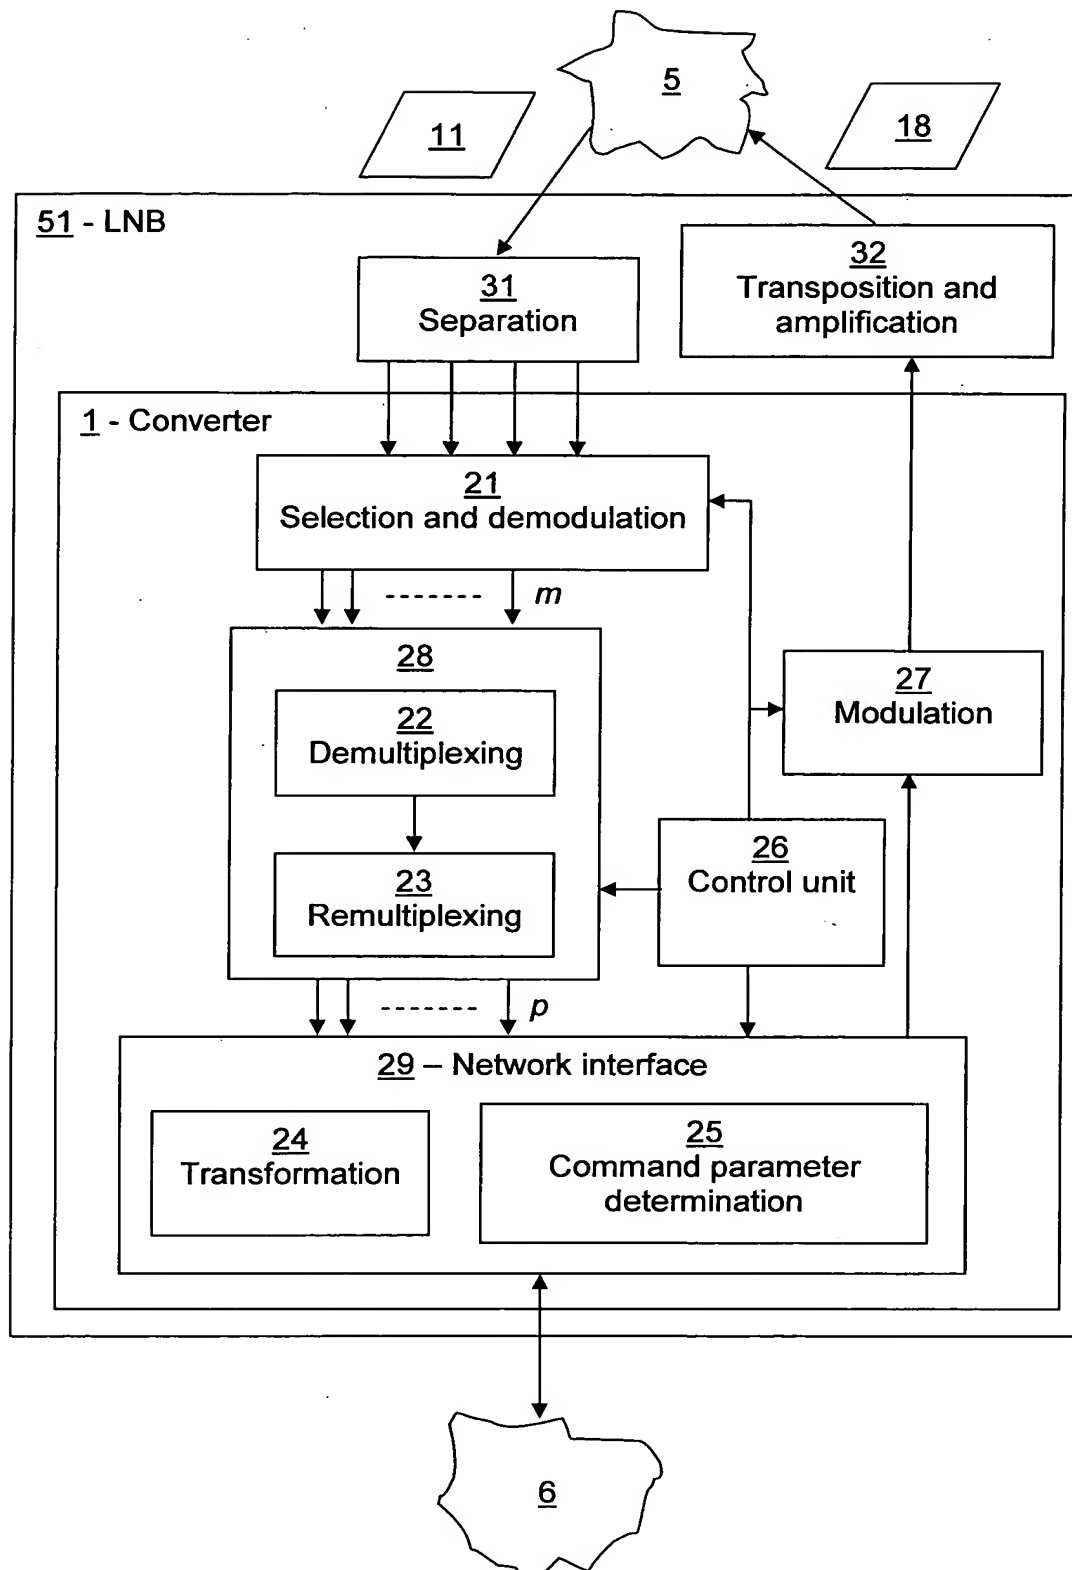 5
11
18
51 - LNB
31
Separation
32
Transposition and
amplification
1 - Converter
21
Selection and demodulation
m
28
22
Demultiplexing
27
Modulation
23
Remultiplexing
26
Control unit
p
29 – Network interface
24
Transformation
25
Command parameter
determination
6